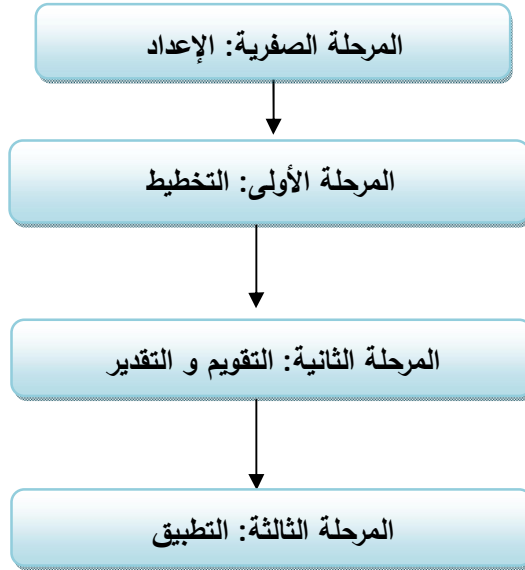 المرحلة الصفرية: الإعداد
المرحلة الأولى: التخطيط
المرحلة الثانية: التقويم و التقدير
المرحلة الثالثة: التطبيق